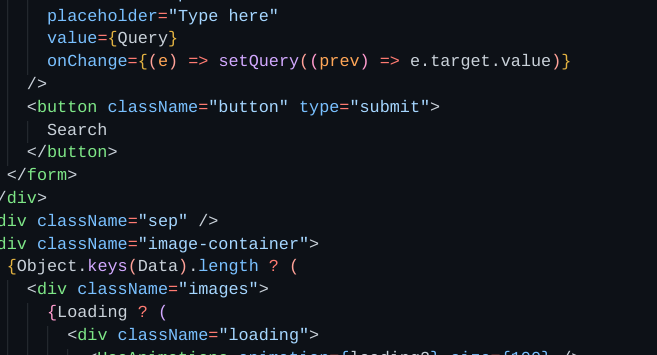 placeholder="Type here"
value={Query}
onChange={(e) => setQuery((prev) => e.target.value)}
/>
<button className="button" type="submit">
Search
</button>
</form>
/div>
div className="sep" />
div className="image-container">
{Object.keys(Data).length ? (
<div className="images">
{Loading ? (
<div className="loading">